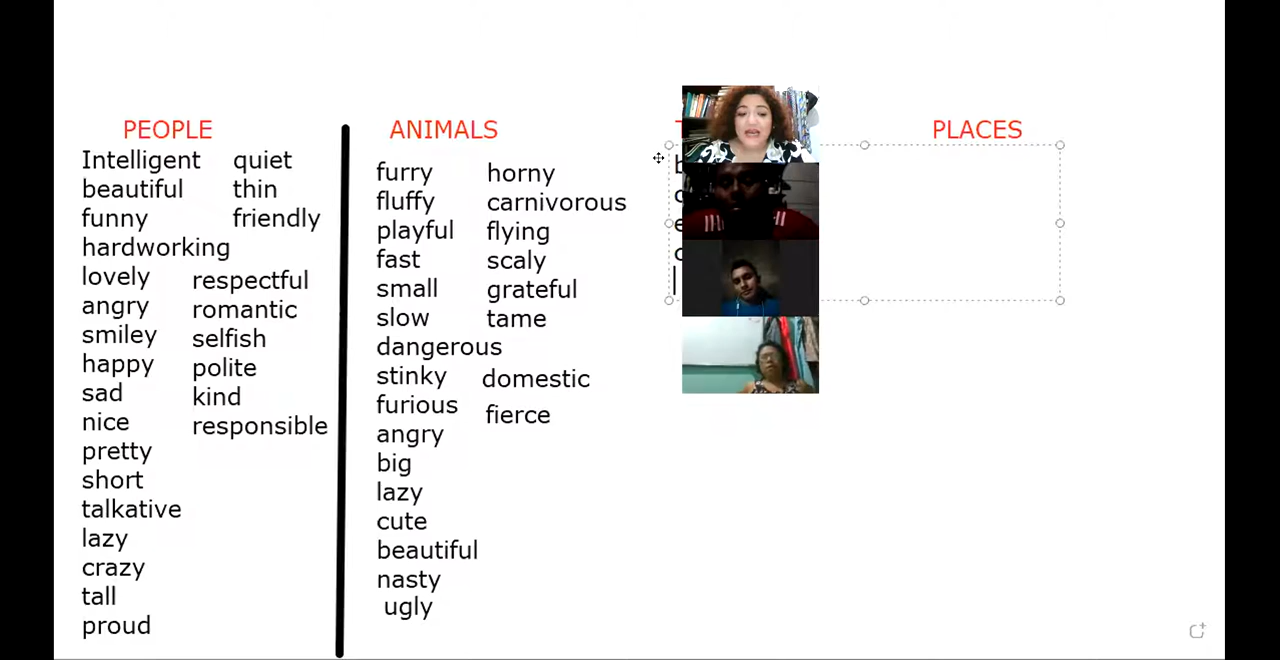 PEOPLE
Intelligent quiet
beautiful thin
funny friendly
hardworking
lovely respectful
angry romantic
smiley selfish
happy polite
sad kind
nice responsible
pretty
short
talkative
lazy
crazy
tall
proud
ANIMALS
furry horny
fluffy carnivorous
playful flying
fast scaly
small grateful
slow tame
dangerous
stinky domestic
furious fierce
angry
big
lazy
cute
beautiful
nasty
ugly
PLACES